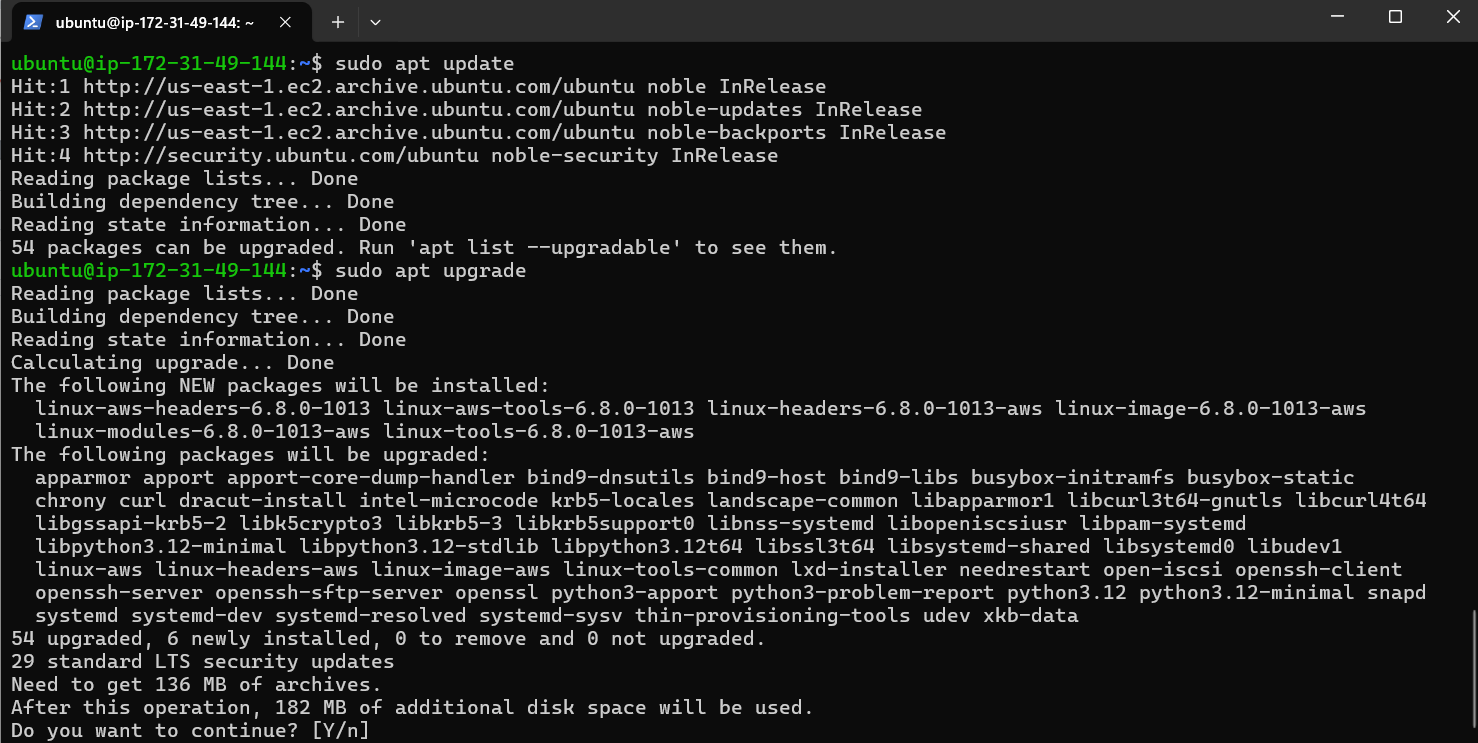 ubuntu@ip-172-31-49-144: ~
ubuntu@ip-172-31-49-144:~$ sudo apt update
Hit:1 http://us-east-1.ec2.archive.ubuntu.com/ubuntu noble InRelease
Hit:2 http://us-east-1.ec2.archive.ubuntu.com/ubuntu noble-updates InRelease
Hit:3 http://us-east-1.ec2.archive.ubuntu.com/ubuntu noble-backports InRelease
Hit:4 http://security.ubuntu.com/ubuntu noble-security InRelease
Reading package lists... Done
Building dependency tree... Done
Reading state information... Done
54 packages can be upgraded. Run 'apt list --upgradable' to see them.
ubuntu@ip-172-31-49-144:~$ sudo apt upgrade
Reading package lists... Done
Building dependency tree... Done
Reading state information... Done
Calculating upgrade... Done
The following NEW packages will be installed:
  linux-aws-headers-6.8.0-1013 linux-aws-tools-6.8.0-1013 linux-headers-6.8.0-1013-aws linux-image-6.8.0-1013-aws
  linux-modules-6.8.0-1013-aws linux-tools-6.8.0-1013-aws
The following packages will be upgraded:
  apparmor apport apport-core-dump-handler bind9-dnsutils bind9-host bind9-libs busybox-initramfs busybox-static
  chrony curl dracut-install intel-microcode krb5-locales landscape-common libapparmor1 libcurl3t64-gnutls libcurl4t64
  libgssapi-krb5-2 libk5crypto3 libkrb5-3 libkrb5support0 libnss-systemd libopeniscsiusr libpam-systemd
  libpython3.12-minimal libpython3.12-stdlib libpython3.12t64 libssl3t64 libsystemd-shared libsystemd0 libudev1
  linux-aws linux-headers-aws linux-image-aws linux-tools-common lxd-installer needrestart open-iscsi openssh-client
  openssh-server openssh-sftp-server openssl python3-apport python3-problem-report python3.12 python3.12-minimal snapd
  systemd systemd-dev systemd-resolved systemd-sysv thin-provisioning-tools udev xkb-data
54 upgraded, 6 newly installed, 0 to remove and 0 not upgraded.
29 standard LTS security updates
Need to get 136 MB of archives.
After this operation, 182 MB of additional disk space will be used.
Do you want to continue? [Y/n]